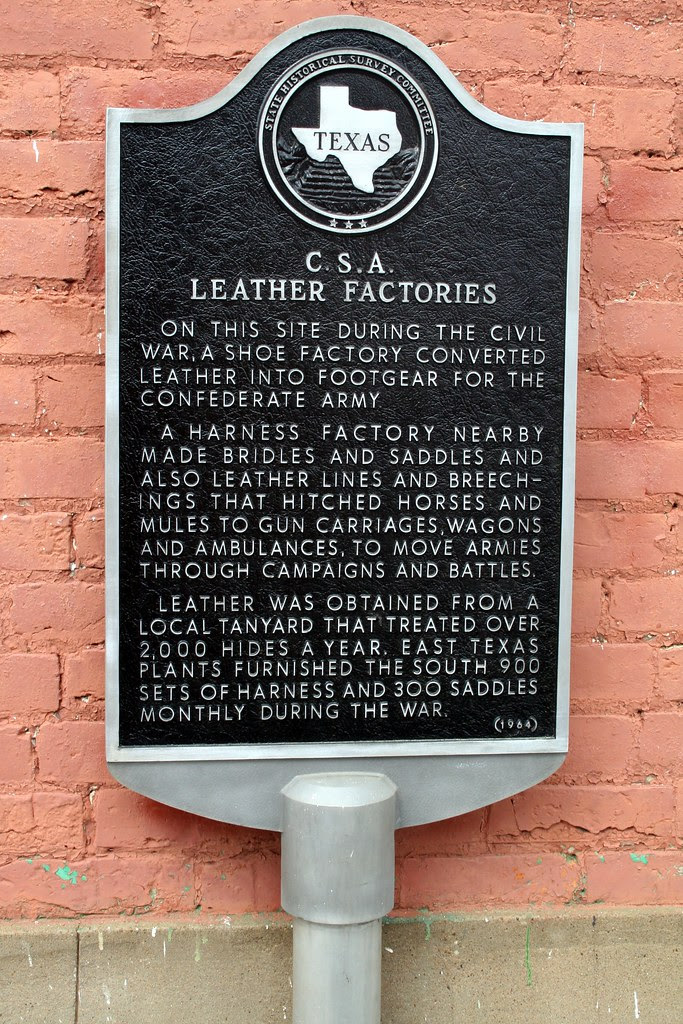 STATE HISTORICAL SURVEY COMMITTEE
TEXAS
C.S.A.
LEATHER FACTORIES
ON THIS SITE DURING THE CIVIL
WAR, A SHOE FACTORY CONVERTED
LEATHER INTO FOOTGEAR FOR THE
CONFEDERATE ARMY
A HARNESS FACTORY NEARBY
MADE BRIDLES AND SADDLES AND
ALSO LEATHER LINES AND BREECH-
INGS THAT HITCHED HORSES AND
MULES TO GUN CARRIAGES, WAGONS
AND AMBULANCES, TO MOVE ARMIES
THROUGH CAMPAIGNS AND BATTLES.
LEATHER WAS OBTAINED FROM A
LOCAL TANYARD THAT TREATED OVER
2,000 HIDES A YEAR. EAST TEXAS
PLANTS FURNISHED THE SOUTH 900
SETS OF HARNESS AND 300 SADDLES
MONTHLY DURING THE WAR.
(1964)